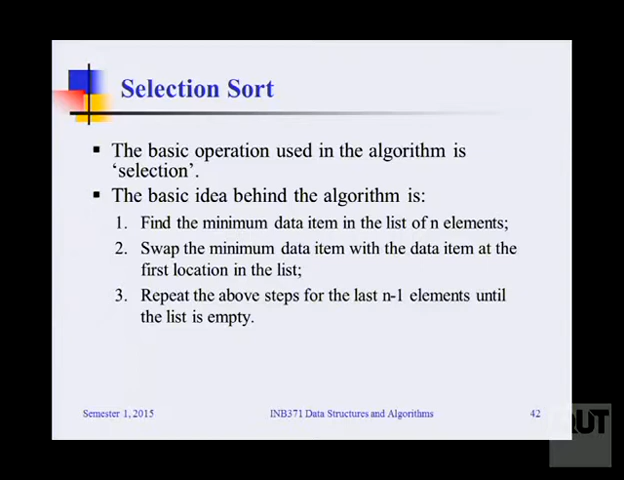 Selection Sort
The basic operation used in the algorithm is
‘selection’.
The basic idea behind the algorithm is:
1. Find the minimum data item in the list of n elements;
2. Swap the minimum data item with the data item at the
first location in the list;
3. Repeat the above steps for the last n-1 elements until
the list is empty.
Semester 1, 2015
INB371 Data Structures and Algorithms
42
QUT